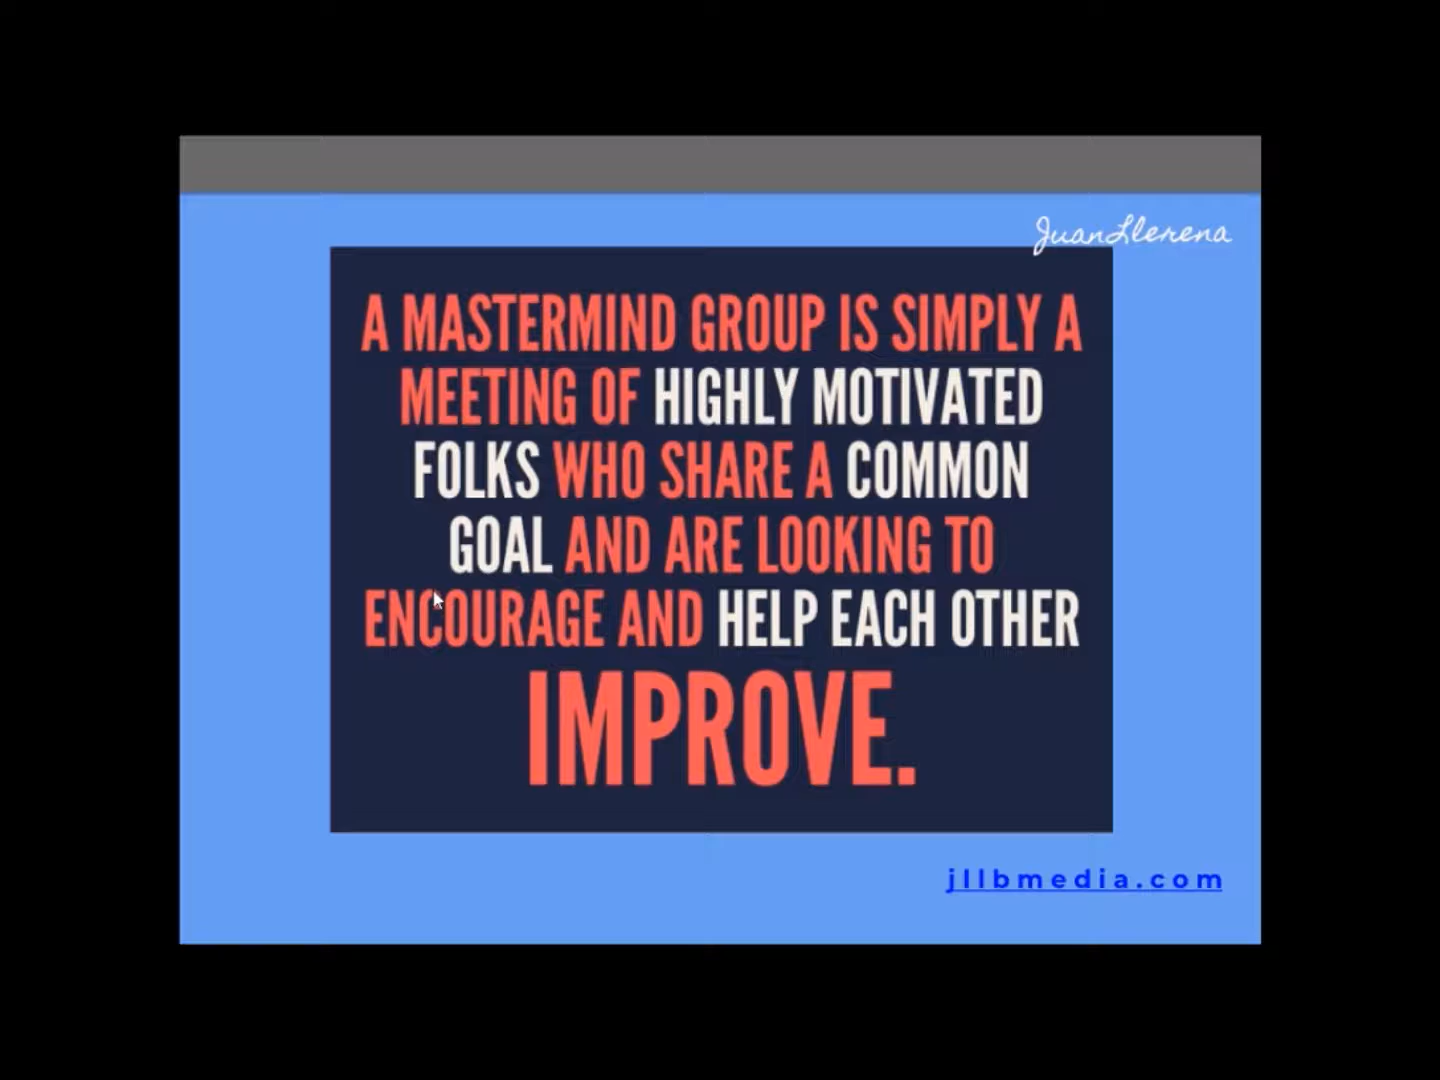 JuanLlerena
A MASTERMIND GROUP IS SIMPLY A
MEETING OF HIGHLY MOTIVATED
FOLKS WHO SHARE A COMMON
GOAL AND ARE LOOKING TO
ENCOURAGE AND HELP EACH OTHER
IMPROVE.
jllbmedia.com